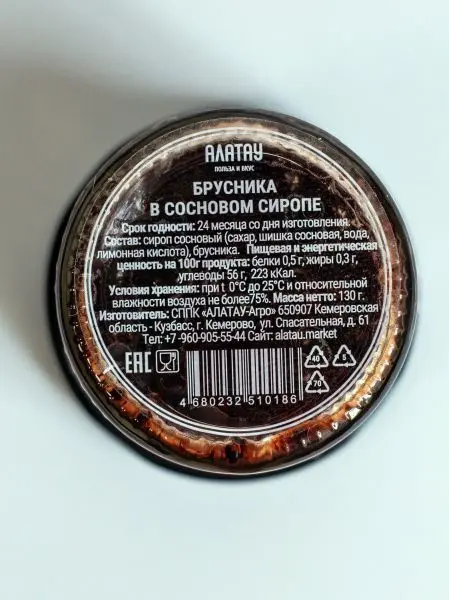 АЛАТАУ
ПОЛЬЗА И ВКУС
БРУСНИКА
В СОСНОВОМ СИРОПЕ
Срок годности: 24 месяца со дня изготовления.
Состав: сироп сосновый (сахар, шишка сосновая, вода,
лимонная кислота), брусника. Пищевая и энергетическая
ценность на 100г продукта: белки 0,5 г, жиры 0,3 г,
углеводы 56 г, 223 кКал.
Условия хранения: при t 0°С до 25°С и относительной
влажности воздуха не более 75%. Масса нетто: 130 г.
Изготовитель: СППК «АЛАТАУ-Агро» 650907 Кемеровская
область - Кузбасс, г. Кемерово, ул. Спасательная, д. 61
Тел: +7-960-905-55-44 Сайт: alatau.market
EAC
40
5
70
4 680232 510186